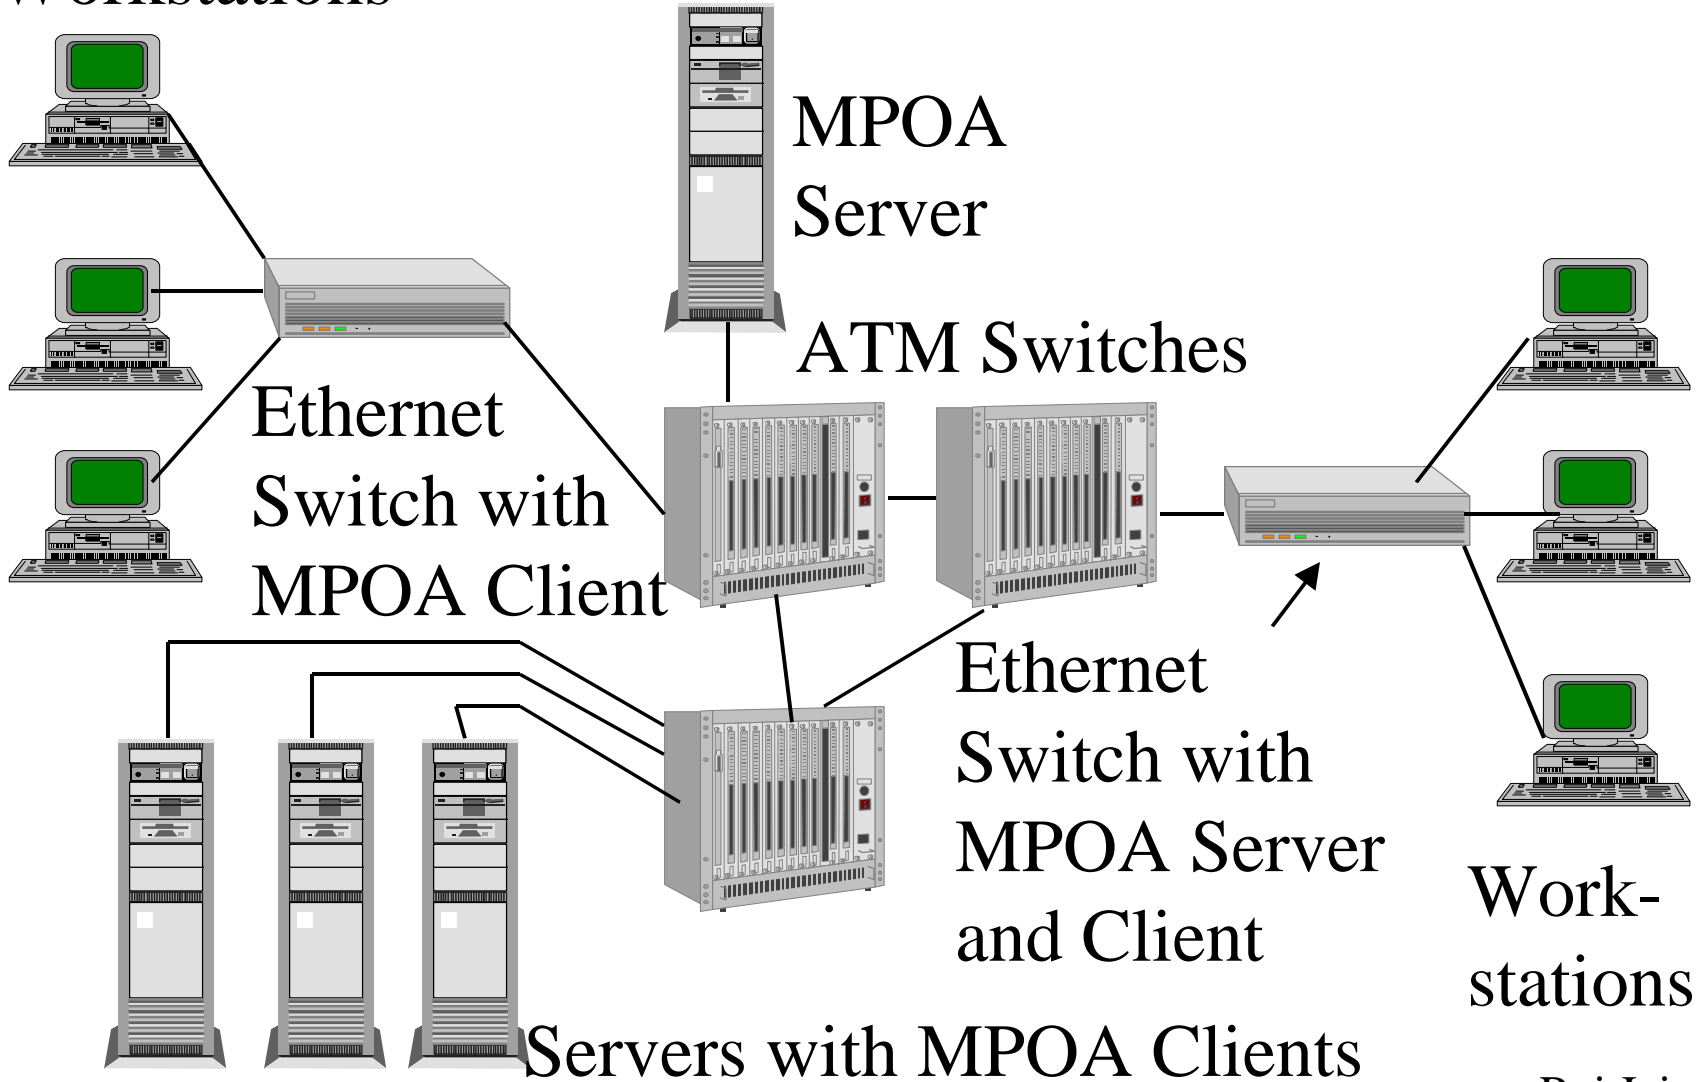 Workstations
MPOA
Server
ATM Switches
Ethernet
Switch with
MPOA Client
Ethernet
Switch with
MPOA Server
and Client
Work-
stations
Servers with MPOA Clients